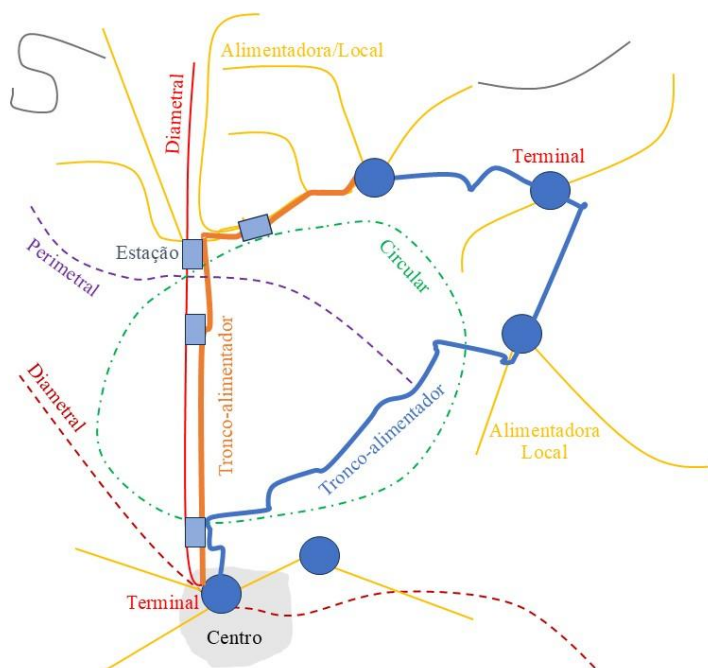 Alimentadora/Local
Diametral
Terminal
Estação
Perimetral
Circular
Diametral
Tronco-alimentador
Tronco-alimentador
Alimentadora
Local
Terminal
Centro